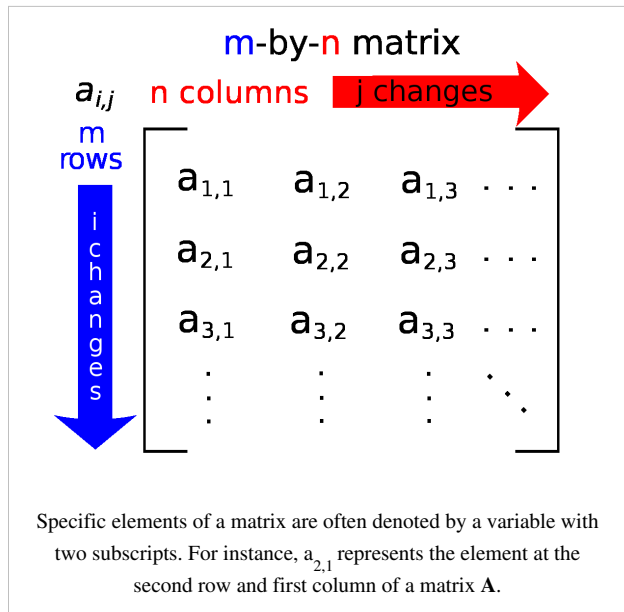 m-by-n matrix
a_{i,j} n columns j changes
m
rows
i changes
a_{1,1} a_{1,2} a_{1,3} . . .
a_{2,1} a_{2,2} a_{2,3} . . .
a_{3,1} a_{3,2} a_{3,3} . . .
. . . .
. . . .
. . . .
Specific elements of a matrix are often denoted by a variable with
two subscripts. For instance, a_{2,1} represents the element at the
second row and first column of a matrix A.